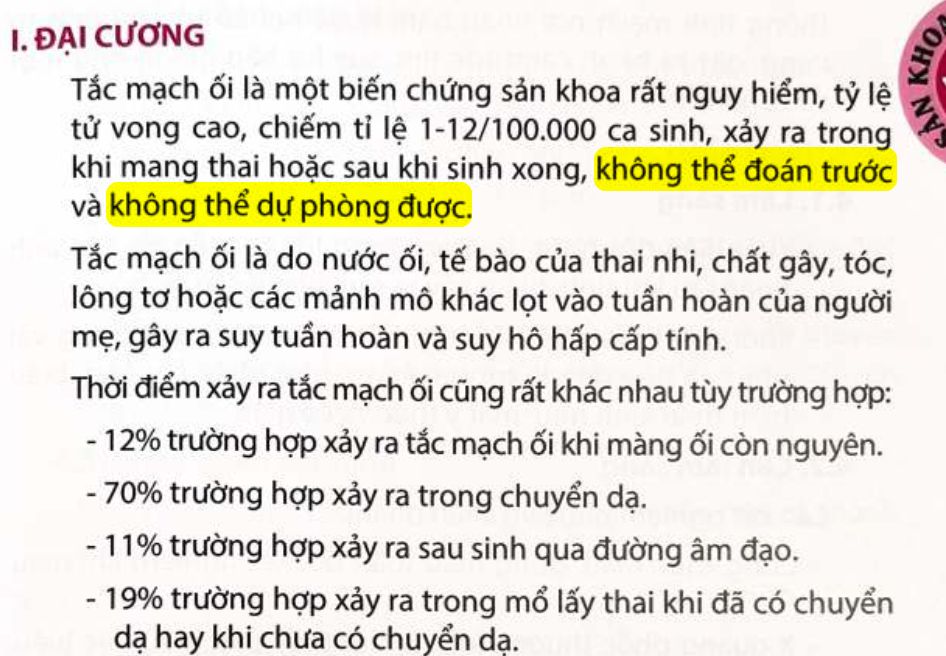 I. ĐẠI CƯƠNG
Tắc mạch ối là một biến chứng sản khoa rất nguy hiểm, tỷ lệ
tử vong cao, chiếm tỉ lệ 1-12/100.000 ca sinh, xảy ra trong
khi mang thai hoặc sau khi sinh xong, không thể đoán trước
và không thể dự phòng được.
Tắc mạch ối là do nước ối, tế bào của thai nhi, chất gây, tóc,
lông tơ hoặc các mảnh mô khác lọt vào tuần hoàn của người
mẹ, gây ra suy tuần hoàn và suy hô hấp cấp tính.
Thời điểm xảy ra tắc mạch ối cũng rất khác nhau tùy trường hợp:
- 12% trường hợp xảy ra tắc mạch ối khi màng ối còn nguyên.
- 70% trường hợp xảy ra trong chuyển dạ.
- 11% trường hợp xảy ra sau sinh qua đường âm đạo.
- 19% trường hợp xảy ra trong mổ lấy thai khi đã có chuyển
dạ hay khi chưa có chuyển dạ.
SẢN KHOA